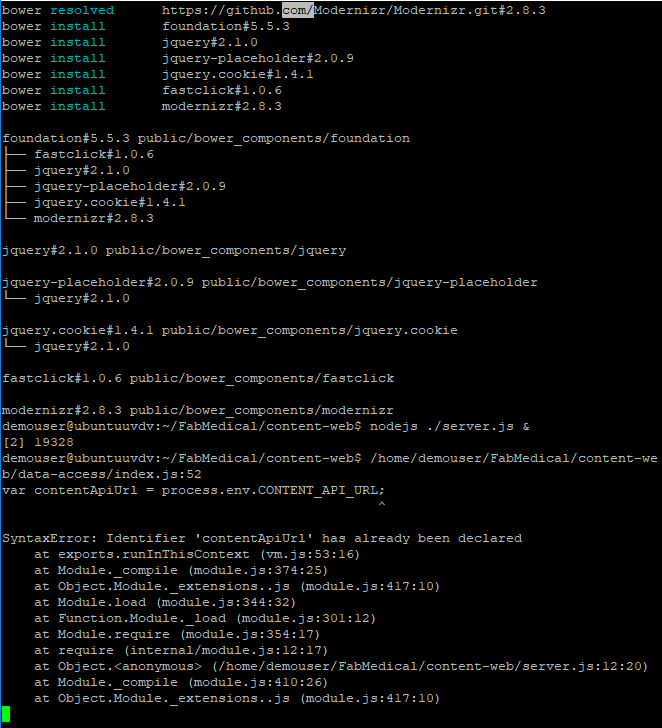 bower resolved      https://github.com/Modernizr/Modernizr.git#2.8.3
bower install       foundation#5.5.3
bower install       jquery#2.1.0
bower install       jquery-placeholder#2.0.9
bower install       jquery.cookie#1.4.1
bower install       fastclick#1.0.6
bower install       modernizr#2.8.3
foundation#5.5.3 public/bower_components/foundation
├── fastclick#1.0.6
├── jquery#2.1.0
├── jquery-placeholder#2.0.9
├── jquery.cookie#1.4.1
└── modernizr#2.8.3
jquery#2.1.0 public/bower_components/jquery
jquery-placeholder#2.0.9 public/bower_components/jquery-placeholder
└── jquery#2.1.0
jquery.cookie#1.4.1 public/bower_components/jquery.cookie
└── jquery#2.1.0
fastclick#1.0.6 public/bower_components/fastclick
modernizr#2.8.3 public/bower_components/modernizr
demouser@ubuntuuvdv:~/FabMedical/content-web$ nodejs ./server.js &
[2] 19328
demouser@ubuntuuvdv:~/FabMedical/content-web$ /home/demouser/FabMedical/content-we
b/data-access/index.js:52
var contentApiUrl = process.env.CONTENT_API_URL;
                                               ^
SyntaxError: Identifier 'contentApiUrl' has already been declared
    at exports.runInThisContext (vm.js:53:16)
    at Module._compile (module.js:374:25)
    at Object.Module._extensions..js (module.js:417:10)
    at Module.load (module.js:344:32)
    at Function.Module._load (module.js:301:12)
    at Module.require (module.js:354:17)
    at require (internal/module.js:12:17)
    at Object.<anonymous> (/home/demouser/FabMedical/content-web/server.js:12:20)
    at Module._compile (module.js:410:26)
    at Object.Module._extensions..js (module.js:417:10)